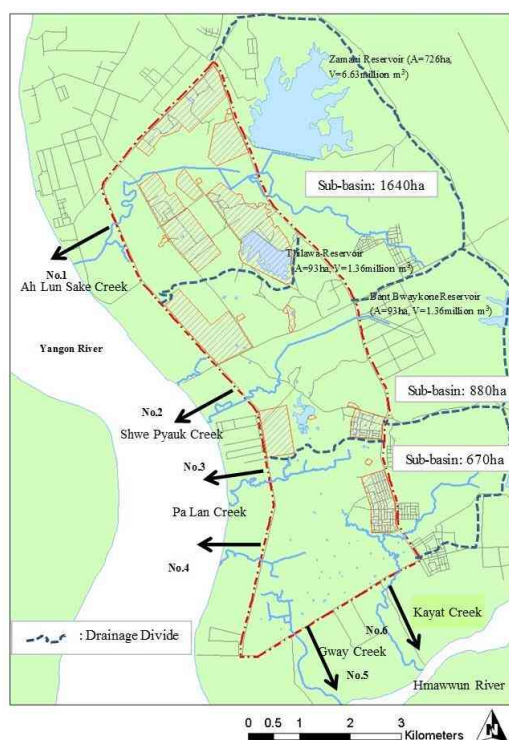 Zamani Reservoir (A=726ha,
V=6.63million m³)
Sub-basin: 1640ha
Thilawa Reservoir
(A=93ha, V=1.36million m³)
No.1
Ah Lun Sake Creek
Bant Bwaykone Reservoir
(A=93ha, V=1.36million m³)
Yangon River
Sub-basin: 880ha
No.2
Shwe Pyauk Creek
Sub-basin: 670ha
No.3
Pa Lan Creek
No.4
Kayat Creek
No.6
: Drainage Divide
Gway Creek
No.5
Hmawwun River
0 0.5 1 2 3
Kilometers
N